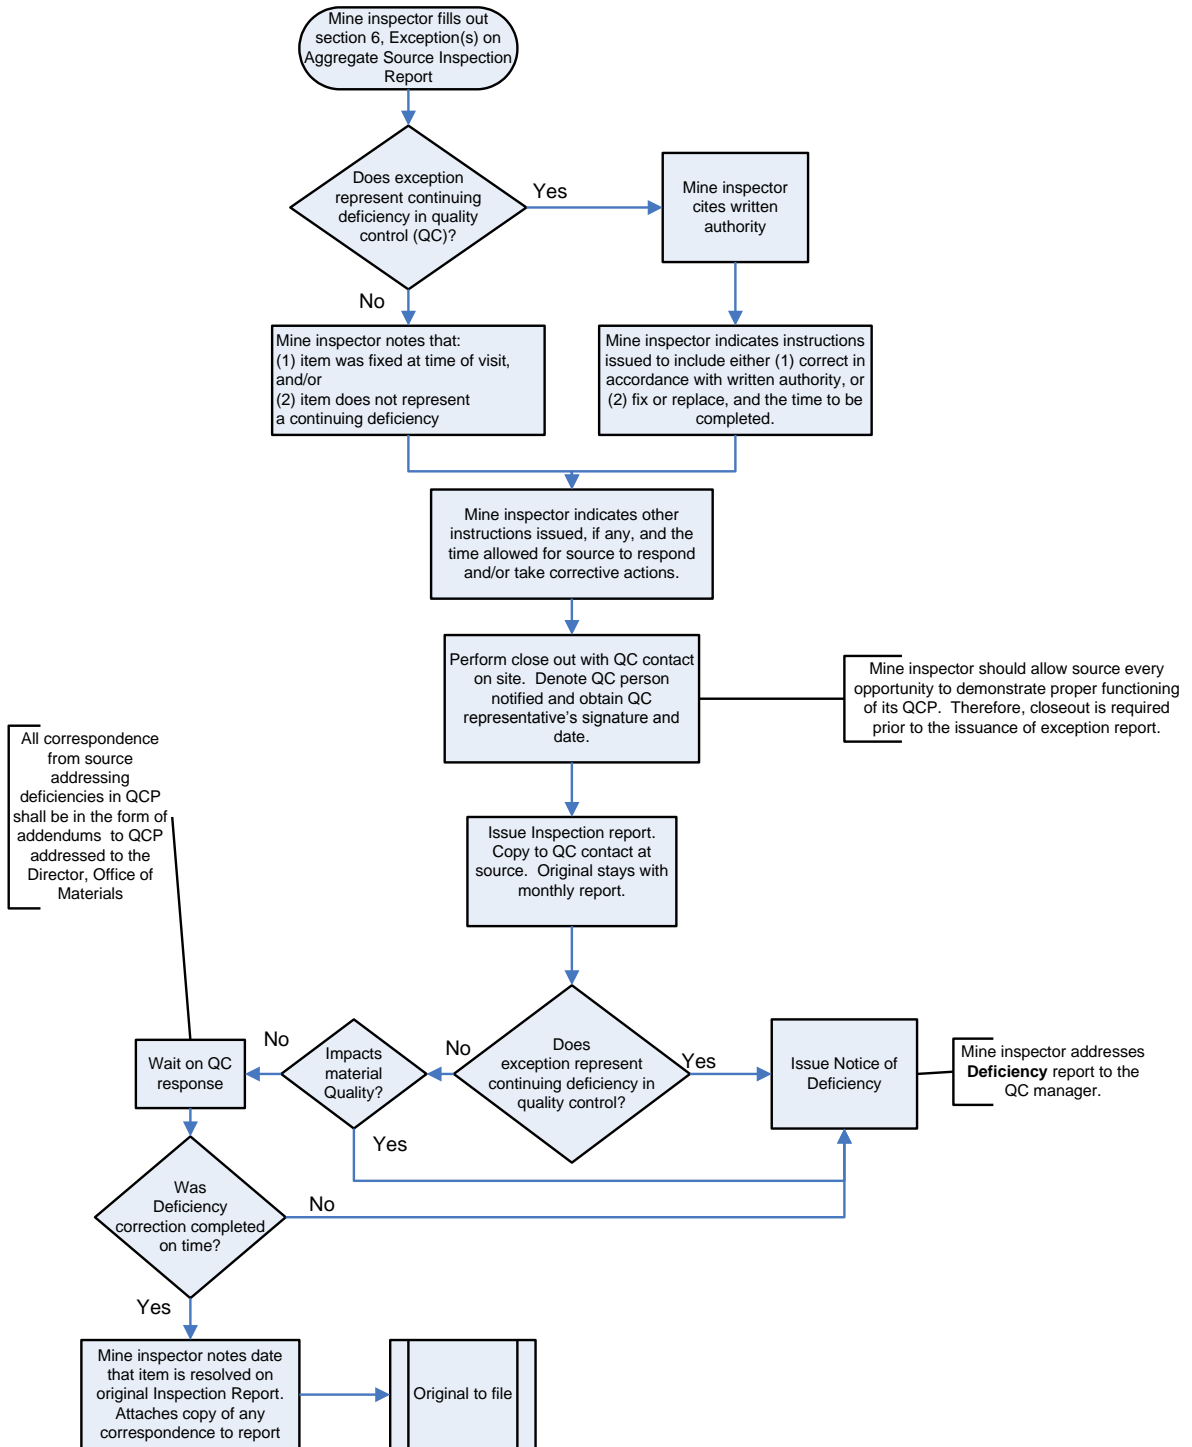 Mine inspector fills out
section 6, Exception(s) on
Aggregate Source Inspection
Report
Does exception
represent continuing
deficiency in quality
control (QC)?
Yes
Mine inspector
cites written
authority
No
Mine inspector notes that:
(1) item was fixed at time of visit,
and/or
(2) item does not represent
a continuing deficiency
Mine inspector indicates instructions
issued to include either (1) correct in
accordance with written authority, or
(2) fix or replace, and the time to be
completed.
Mine inspector indicates other
instructions issued, if any, and the
time allowed for source to respond
and/or take corrective actions.
Perform close out with QC contact
on site.  Denote QC person
notified and obtain QC
representative's signature and
date.
Mine inspector should allow source every
opportunity to demonstrate proper functioning
of its QCP.  Therefore, closeout is required
prior to the issuance of exception report.
All correspondence
from source
addressing
deficiencies in QCP
shall be in the form of
addendums  to QCP
addressed to the
Director, Office of
Materials
Issue Inspection report.
Copy to QC contact at
source.  Original stays with
monthly report.
Does
exception represent
continuing deficiency in
quality control?
No
Yes
Impacts
material
Quality?
No
Yes
Wait on QC
response
Issue Notice of
Deficiency
Mine inspector addresses
Deficiency report to the
QC manager.
Was
Deficiency
correction completed
on time?
No
Yes
Mine inspector notes date
that item is resolved on
original Inspection Report.
Attaches copy of any
correspondence to report
Original to file